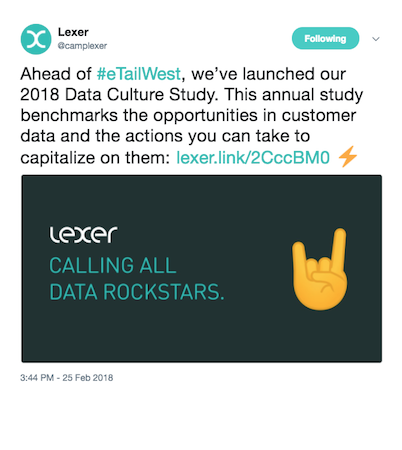 Lexer
@camplexer
Following
Ahead of #eTailWest, we've launched our
2018 Data Culture Study. This annual study
benchmarks the opportunities in customer
data and the actions you can take to
capitalize on them: lexer.link/2CccBM0 ⚡
Lexer
CALLING ALL
DATA ROCKSTARS.
3:44 PM - 25 Feb 2018